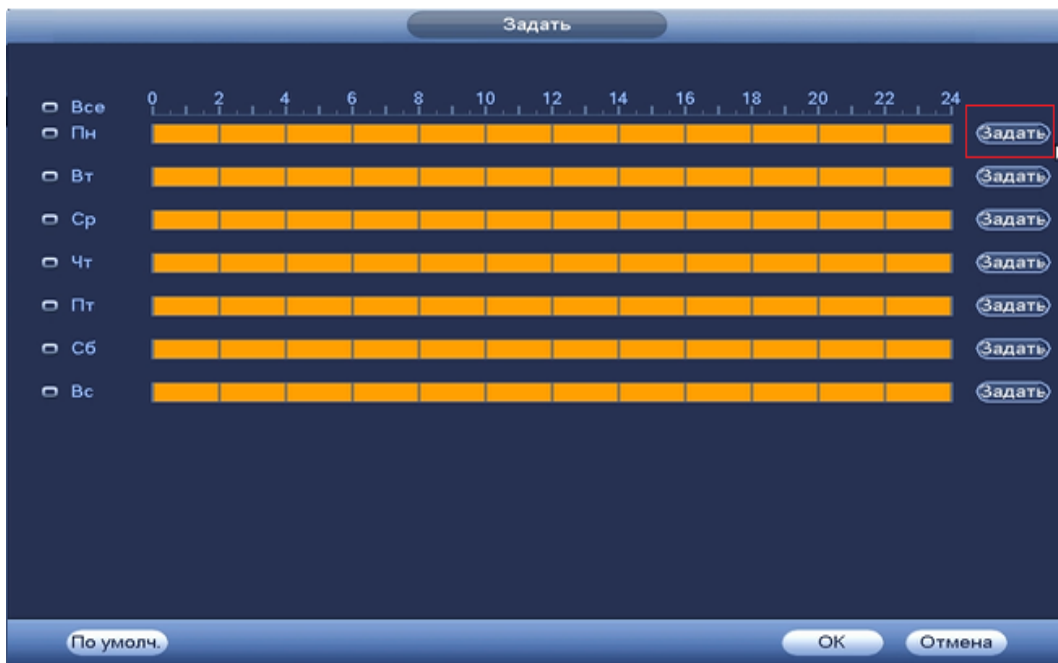 Задать
0 2 4 6 8 10 12 14 16 18 20 22 24
Все
Пн Задать
Вт Задать
Ср Задать
Чт Задать
Пт Задать
Сб Задать
Вс Задать
По умолч. OK Отмена